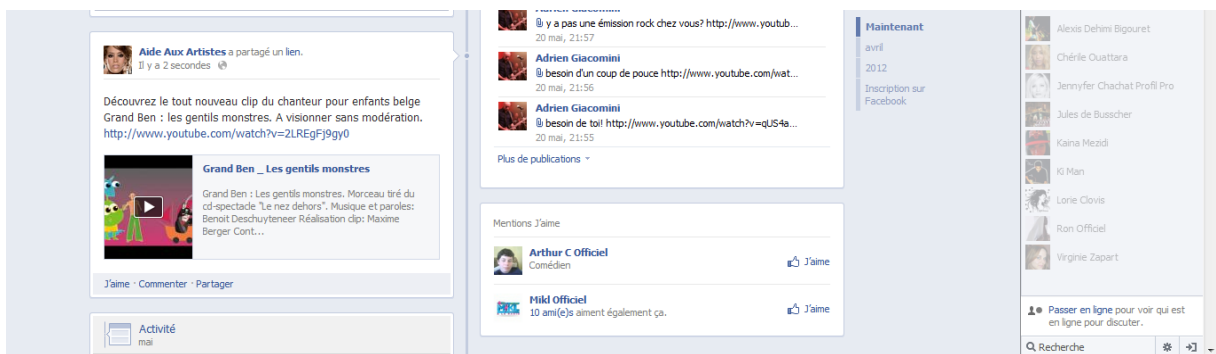 Aide Aux Artistes a partagé un lien.
Il y a 2 secondes
Découvrez le tout nouveau clip du chanteur pour enfants belge
Grand Ben : les gentils monstres. A visionner sans modération.
http://www.youtube.com/watch?v=2LREgFj9gy0
Grand Ben _ Les gentils monstres
Grand Ben : Les gentils monstres. Morceau tiré du
cd-spectacle "Le nez dehors". Musique et paroles:
Benoit Deschuyteneer Réalisation clip: Maxime
Berger Cont...
J'aime · Commenter · Partager
Activité
mai
Adrien Giacomini
y a pas une émission rock chez vous? http://www.youtub...
20 mai, 21:57
Adrien Giacomini
besoin d'un coup de pouce http://www.youtube.com/wat...
20 mai, 21:56
Adrien Giacomini
besoin de toi! http://www.youtube.com/watch?v=qUS4a...
20 mai, 21:55
Plus de publications
Mentions J'aime
Arthur C Officiel
Comédien
J'aime
Mikl Officiel
10 ami(e)s aiment également ça.
J'aime
Maintenant
avril
2012
Inscription sur
Facebook
Alexis Dehimi Bigouret
Chérile Ouattara
Jennyfer Chachat Profil Pro
Jules de Busscher
Kaina Mezidi
Ki Man
Lorie Clovis
Ron Officiel
Virginie Zapart
Passer en ligne pour voir qui est
en ligne pour discuter.
Recherche